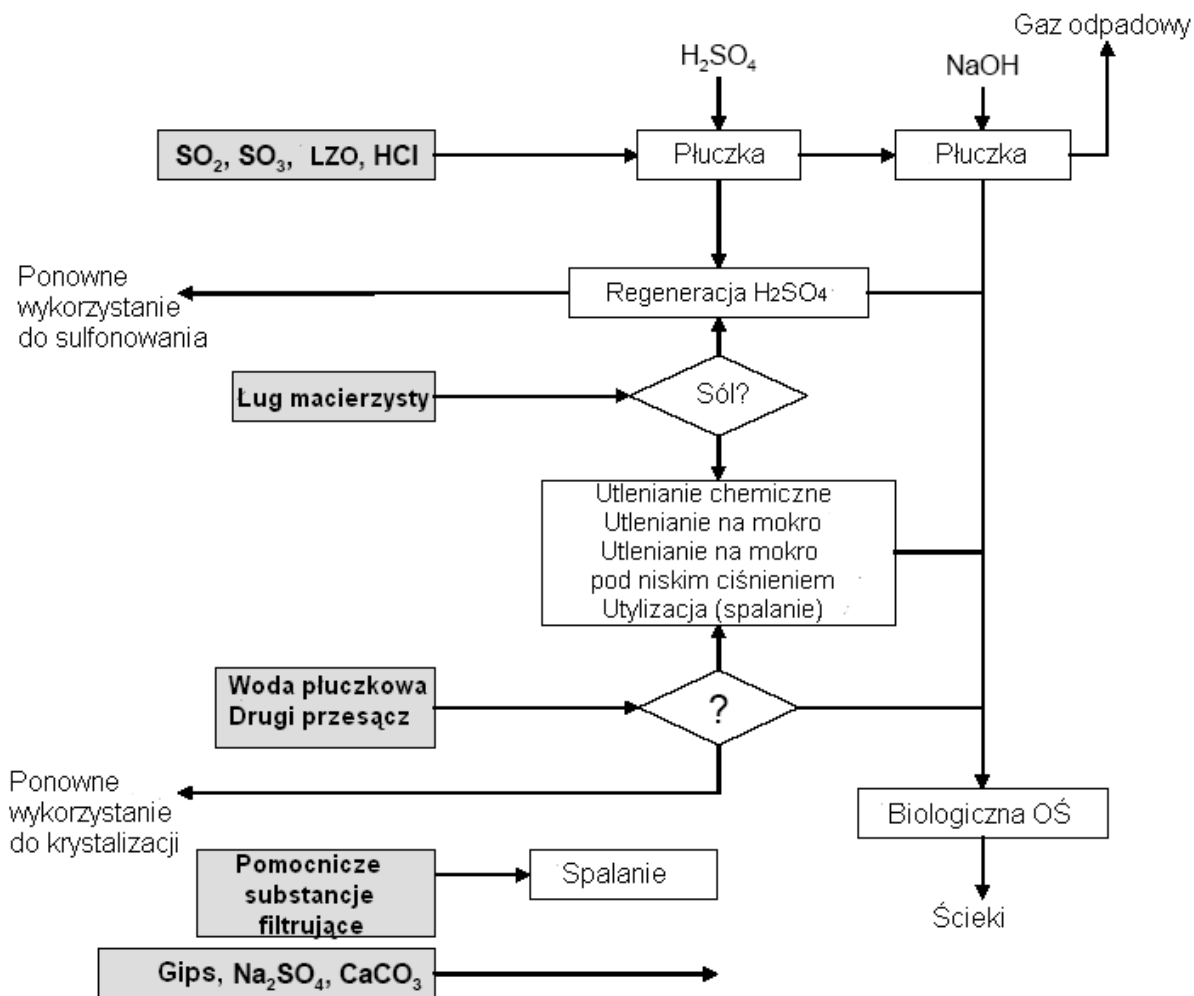 Gaz odpadowy
H₂SO₄
NaOH
SO₂, SO₃, LZO, HCl
Płuczka
Płuczka
Ponowne
wykorzystanie
do sulfonowania
Regeneracja H₂SO₄
Ług macierzysty
Sól?
Utlenianie chemiczne
Utlenianie na mokro
Utlenianie na mokro
pod niskim ciśnieniem
Utylizacja (spalanie)
Woda płuczkowa
Drugi przesącz
?
Ponowne
wykorzystanie
do krystalizacji
Biologiczna OŚ
Pomocnicze
substancje
filtrujące
Spalanie
Ścieki
Gips, Na₂SO₄, CaCO₃